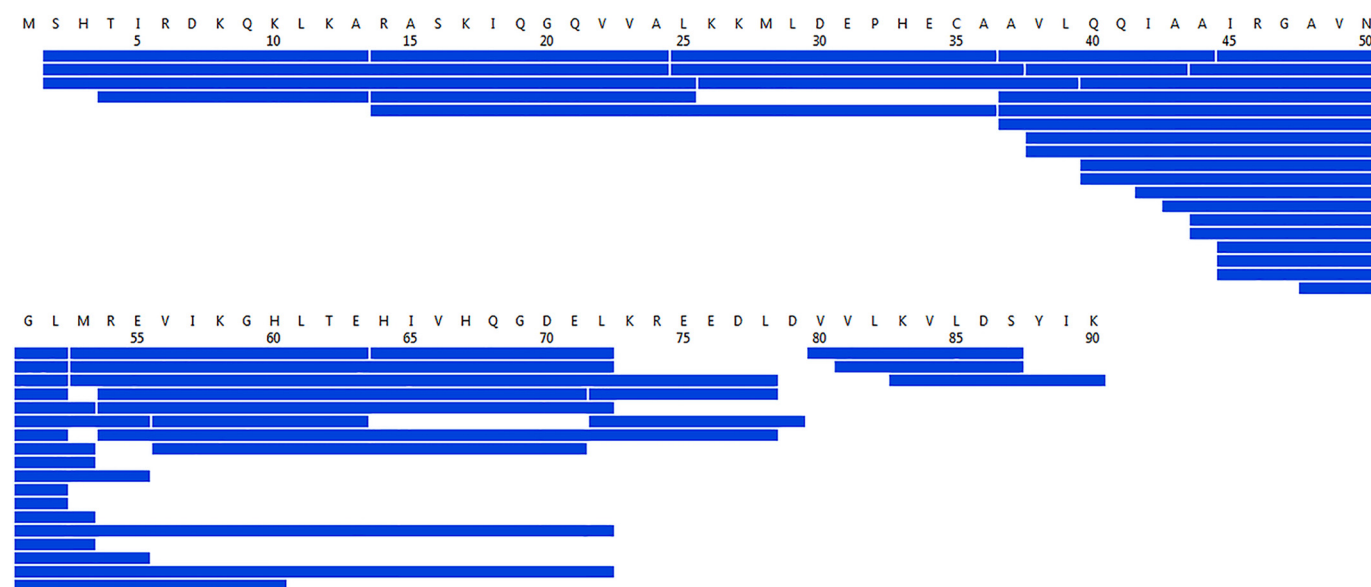 M S H T I R D K Q K L K A R A S K I Q G Q V V A L K K M L D E P H E C A A V L Q Q I A A I R G A V N
5 10 15 20 25 30 35 40 45 50
G L M R E V I K G H L T E H I V H Q G D E L K R E E D L D V V L K V L D S Y I K
55 60 65 70 75 80 85 90